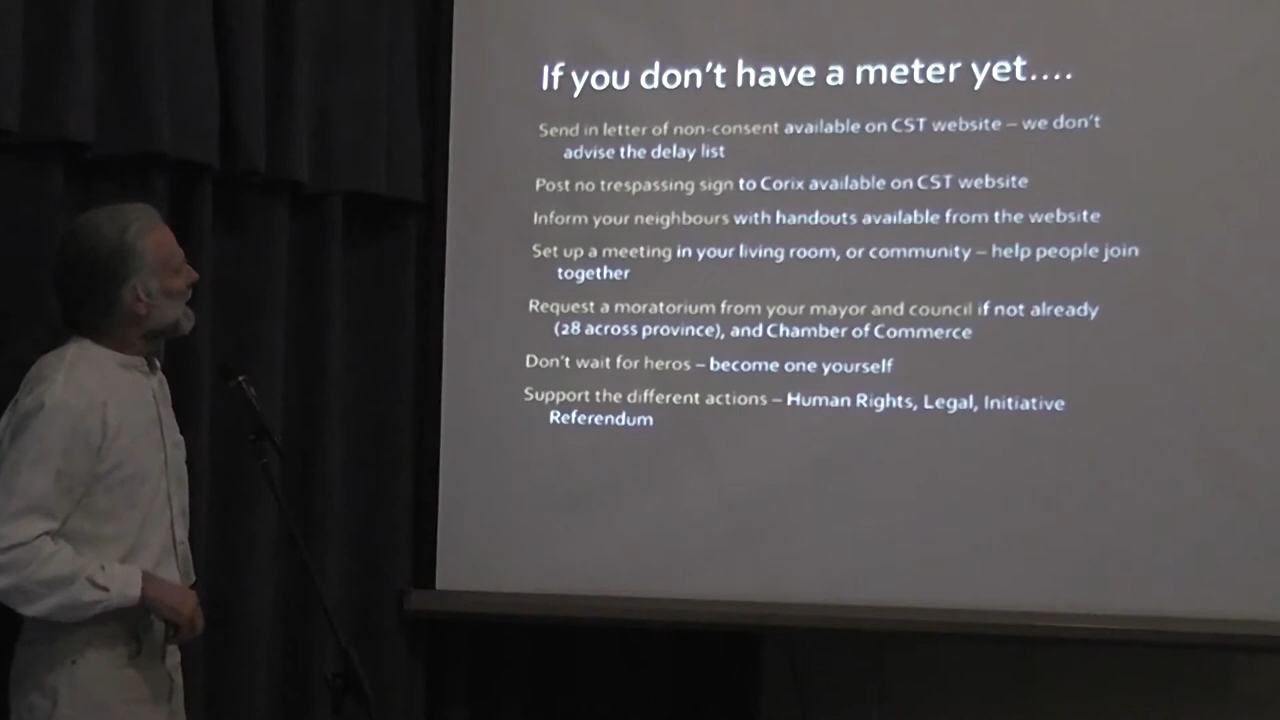 If you don't have a meter yet....
Send in letter of non-consent available on CST website – we don't
advise the delay list
Post no trespassing sign to Corix available on CST website
Inform your neighbours with handouts available from the website
Set up a meeting in your living room, or community – help people join
together
Request a moratorium from your mayor and council if not already
(28 across province), and Chamber of Commerce
Don't wait for heros – become one yourself
Support the different actions – Human Rights, Legal, Initiative
Referendum